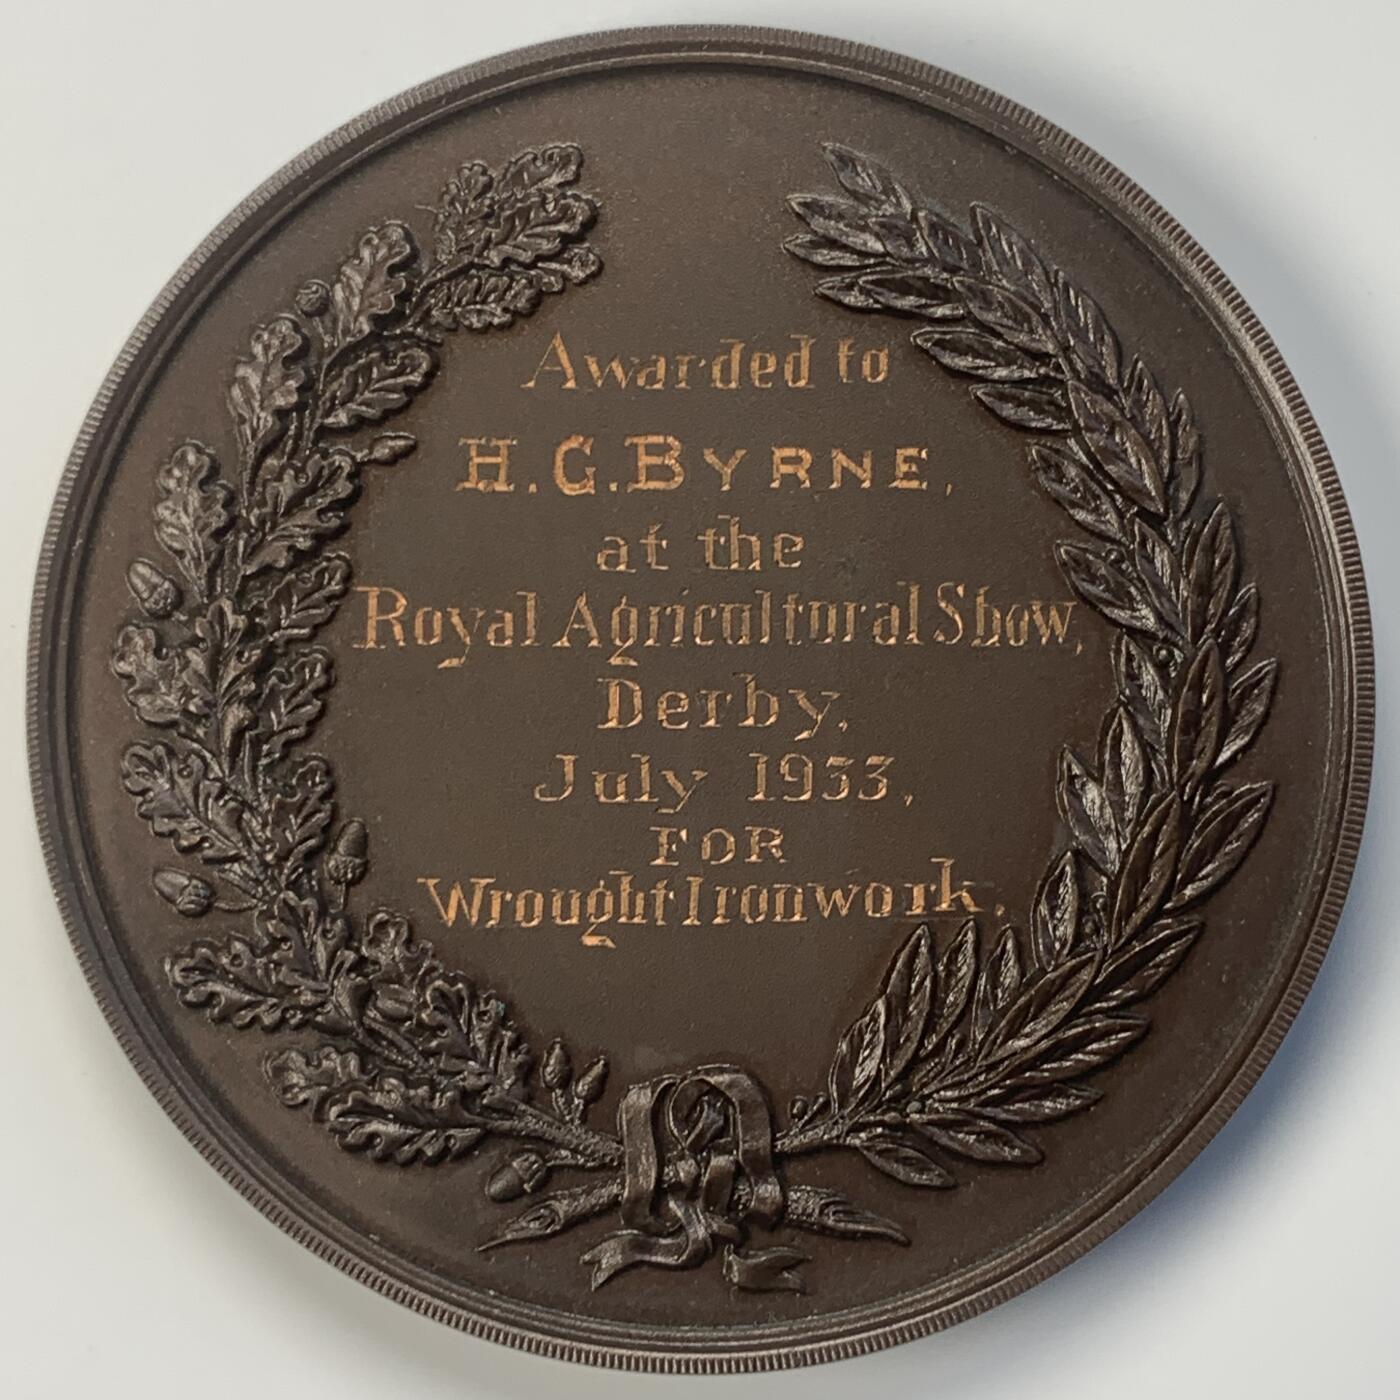 Awarded to
H.G.BYRNE,
at the
Royal Agricultural Show,
Derby,
July 1933,
FOR
Wrought Ironwork.